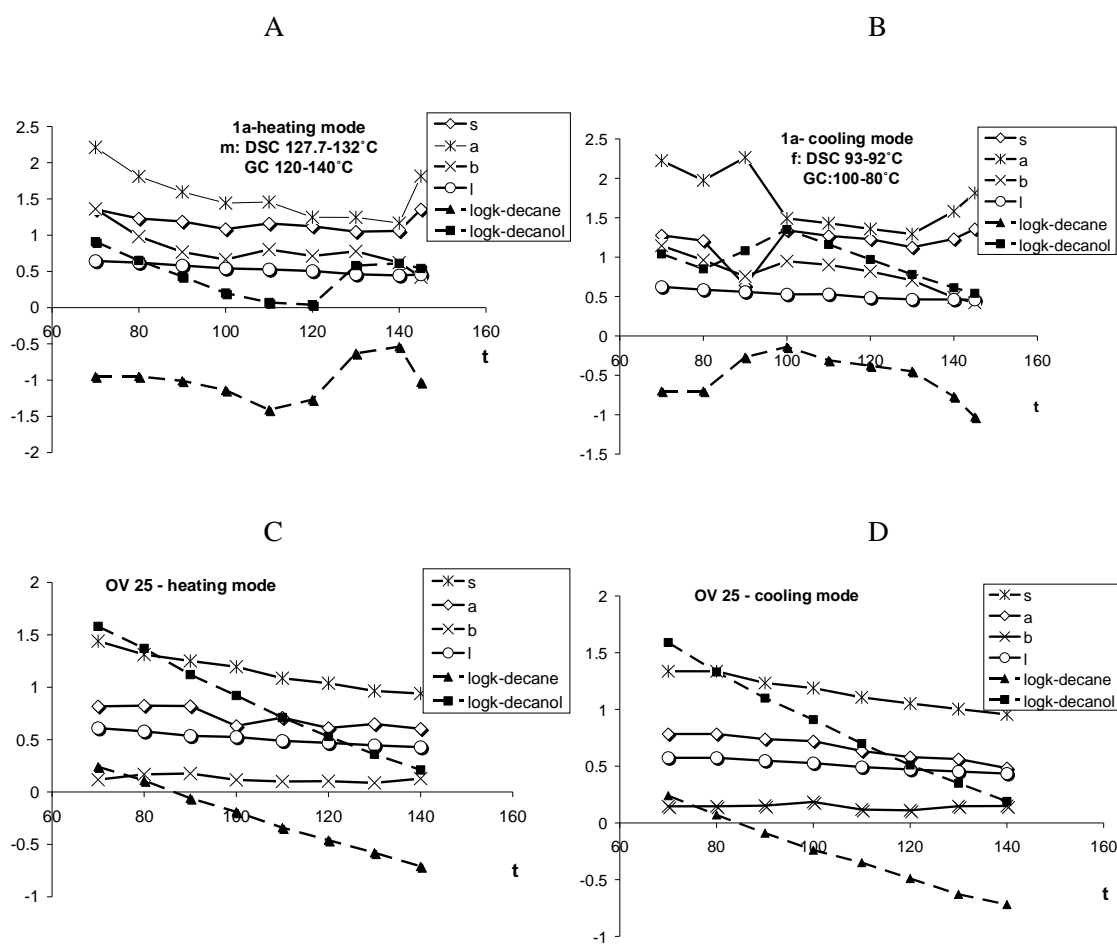 A
1a-heating mode
m: DSC 127.7-132˚C
GC 120-140˚C
s
a
b
l
logk-decane
logk-decanol
2.5
2
1.5
1
0.5
0
-0.5
-1
-1.5
-2
60 80 100 120 140 160
t
B
1a- cooling mode
f: DSC 93-92˚C
GC:100-80˚C
s
a
b
l
logk-decane
logk-decanol
2.5
2
1.5
1
0.5
0
-0.5
-1
-1.5
60 80 100 120 140 160
t
C
OV 25 - heating mode
s
a
b
l
logk-decane
logk-decanol
2
1.5
1
0.5
0
-0.5
-1
60 80 100 120 140 160
t
D
OV 25 - cooling mode
s
a
b
l
logk-decane
logk-decanol
2
1.5
1
0.5
0
-0.5
-1
60 80 100 120 140 160
t